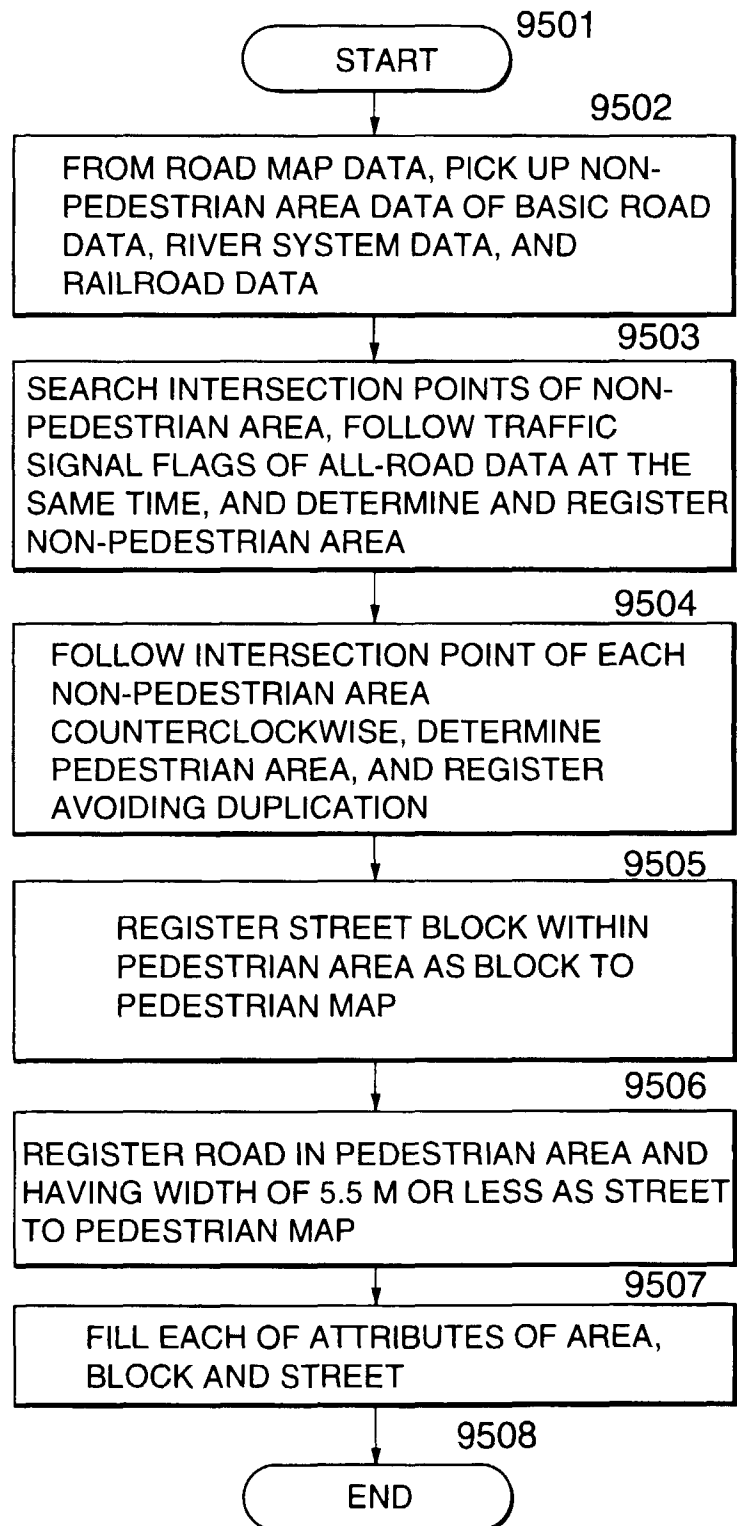 9501
START
9502
FROM ROAD MAP DATA, PICK UP NON-
PEDESTRIAN AREA DATA OF BASIC ROAD
DATA, RIVER SYSTEM DATA, AND
RAILROAD DATA
9503
SEARCH INTERSECTION POINTS OF NON-
PEDESTRIAN AREA, FOLLOW TRAFFIC
SIGNAL FLAGS OF ALL-ROAD DATA AT THE
SAME TIME, AND DETERMINE AND REGISTER
NON-PEDESTRIAN AREA
9504
FOLLOW INTERSECTION POINT OF EACH
NON-PEDESTRIAN AREA
COUNTERCLOCKWISE, DETERMINE
PEDESTRIAN AREA, AND REGISTER
AVOIDING DUPLICATION
9505
REGISTER STREET BLOCK WITHIN
PEDESTRIAN AREA AS BLOCK TO
PEDESTRIAN MAP
9506
REGISTER ROAD IN PEDESTRIAN AREA AND
HAVING WIDTH OF 5.5 M OR LESS AS STREET
TO PEDESTRIAN MAP
9507
FILL EACH OF ATTRIBUTES OF AREA,
BLOCK AND STREET
9508
END